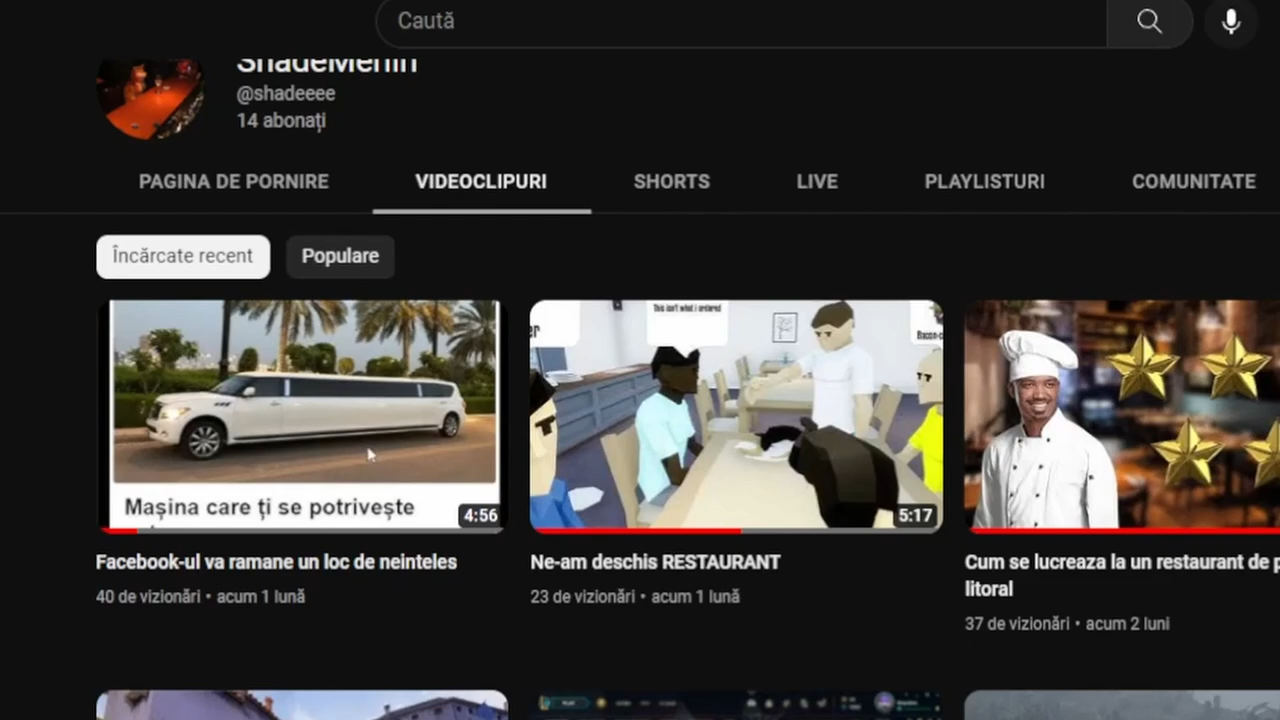 Caută
ShadeMerlin
@shadeeee
14 abonați
PAGINA DE PORNIRE
VIDEOCLIPURI
SHORTS
LIVE
PLAYLISTURI
COMUNITATE
Încărcate recent
Populare
Mașina care ți se potrivește
4:56
This isn't what i ordered
5:17
Facebook-ul va ramane un loc de neinteles
40 de vizionări • acum 1 lună
Ne-am deschis RESTAURANT
23 de vizionări • acum 1 lună
Cum se lucreaza la un restaurant de p
litoral
37 de vizionări • acum 2 luni